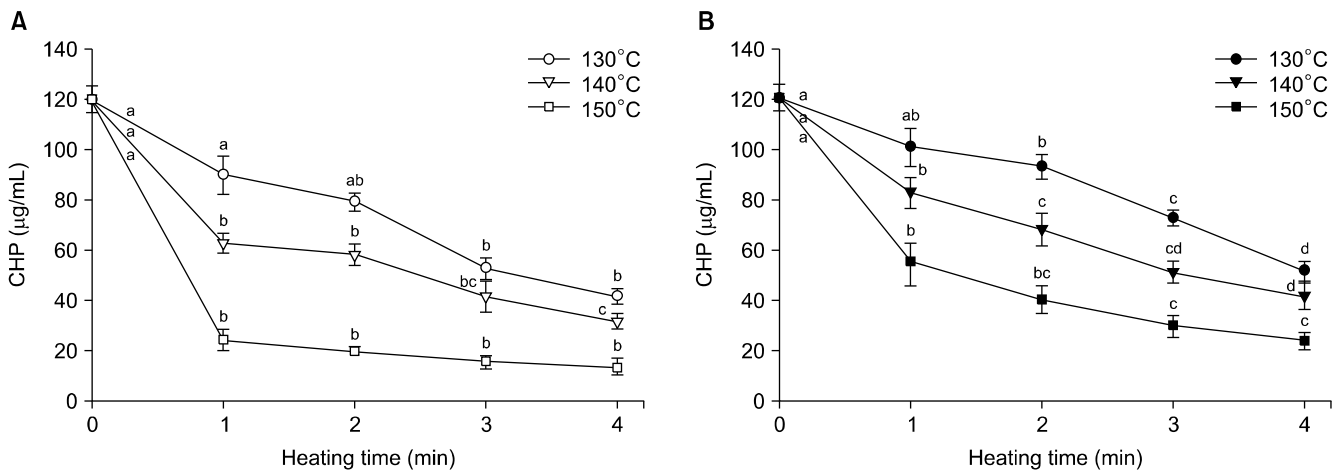 A
CHP (μg/mL)
140
120
100
80
60
40
20
0
130°C
140°C
150°C
a
a
a
a
ab
b
b
b
b
bc
c
b
b
b
b
0 1 2 3 4
Heating time (min)
B
CHP (μg/mL)
140
120
100
80
60
40
20
0
130°C
140°C
150°C
a
a
a
ab
b
c
d
b
c
cd
d
b
bc
c
c
0 1 2 3 4
Heating time (min)